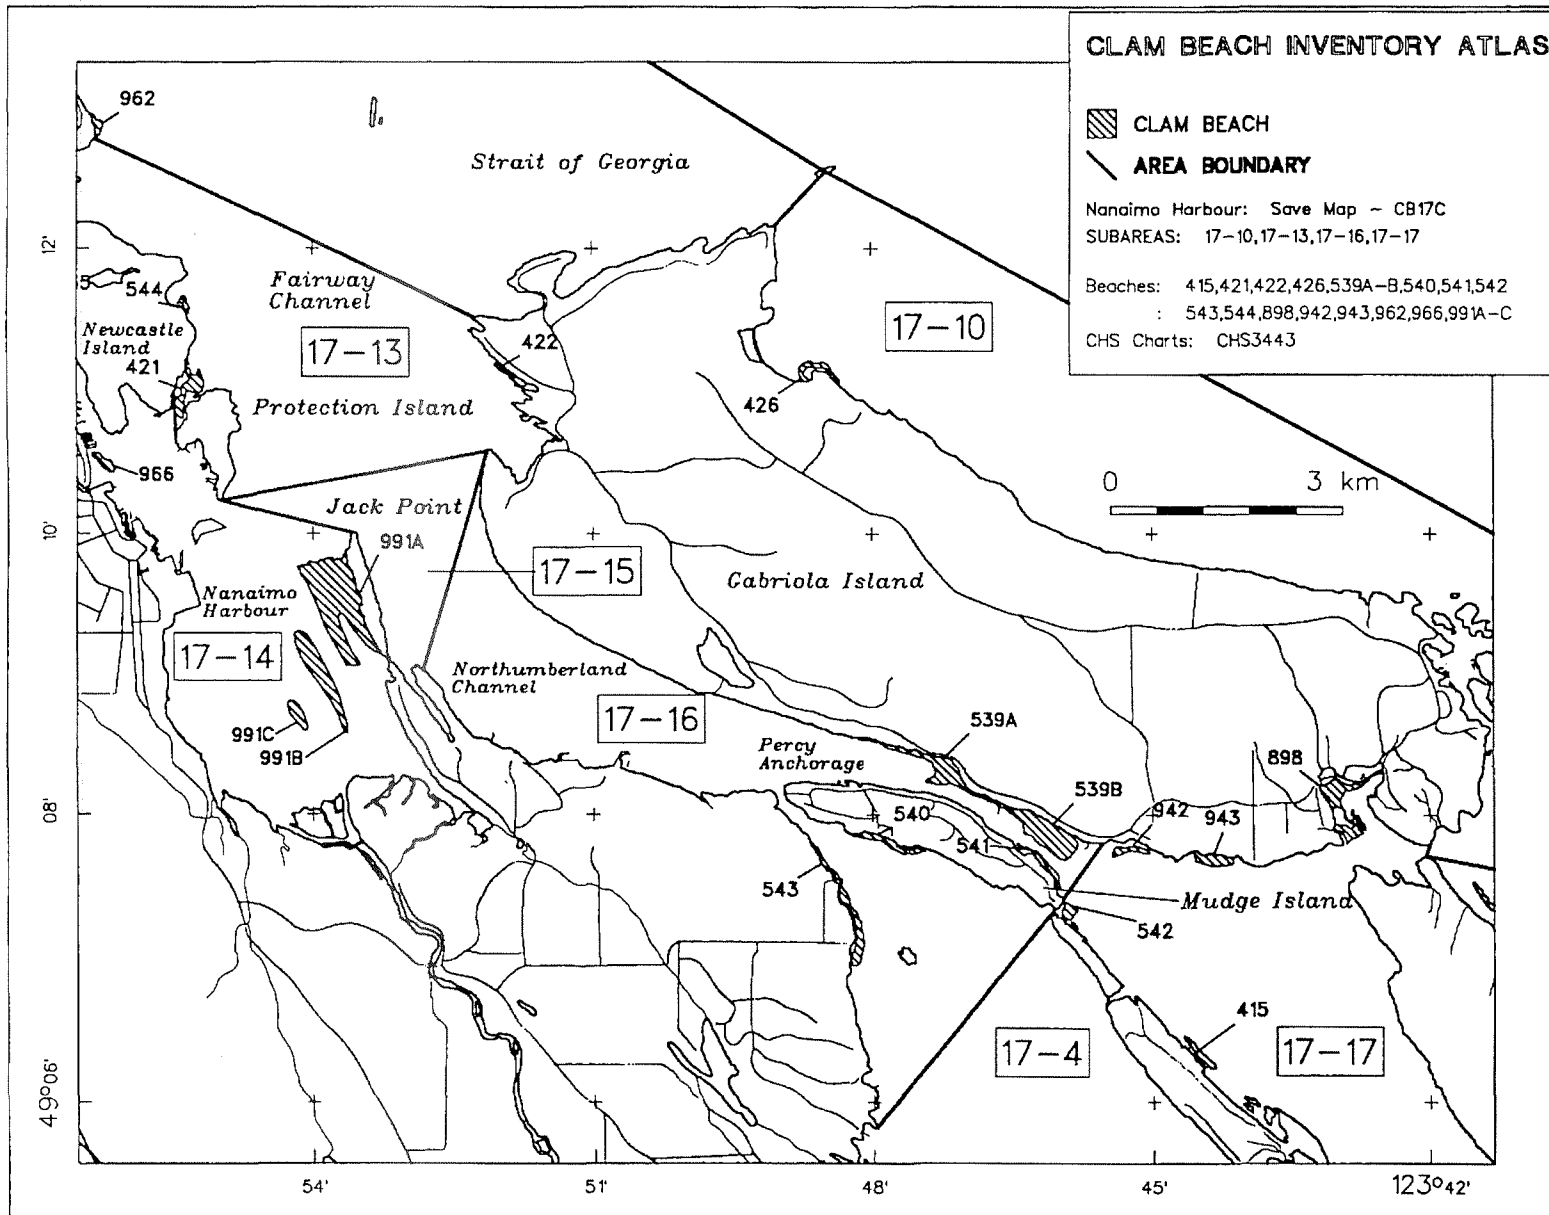 CLAM BEACH INVENTORY ATLAS
CLAM BEACH
AREA BOUNDARY
Nanaimo Harbour: Save Map - CB17C
SUBAREAS: 17-10,17-13,17-16,17-17
Beaches: 415,421,422,426,539A-B,540,541,542
: 543,544,898,942,943,962,966,991A-C
CHS Charts: CHS3443
962
Strait of Georgia
12'
Fairway
Channel
5
544
Newcastle
Island
421
17-13
422
17-10
426
Protection Island
966
0 3 km
Jack Point
991A
10'
17-15
Gabriola Island
Nanaimo
Harbour
17-14
Northumberland
Channel
17-16
991C
991B
539A
Percy
Anchorage
898
539B
08'
540
942
943
541
543
Mudge Island
542
415
17-4
17-17
49°06'
54'
51'
48'
45'
123°42'